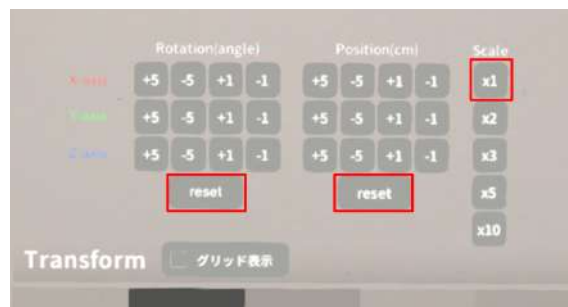 Rotation(angle) Position(cm) Scale
X-axis +5 -5 +1 -1 +5 -5 +1 -1 x1
Y-axis +5 -5 +1 -1 +5 -5 +1 -1 x2
Z-axis +5 -5 +1 -1 +5 -5 +1 -1 x3
reset reset x5
x10
Transform グリッド表示